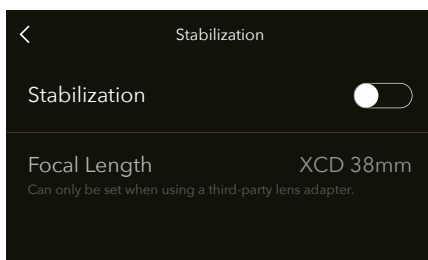 Stabilization
Stabilization
Focal Length XCD 38mm
Can only be set when using a third-party lens adapter.